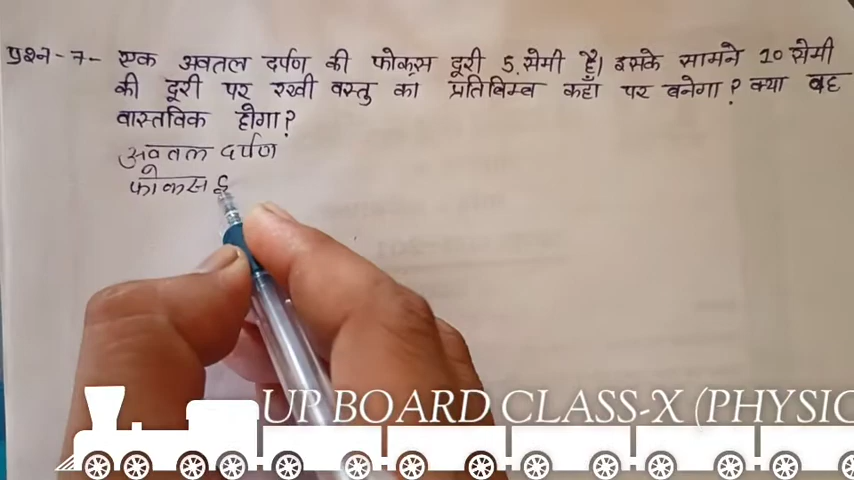 प्रश्न-7- एक अवतल दर्पण की फोकस दूरी 5 सेमी है। इसके सामने 10 सेमी
की दूरी पर रखी वस्तु का प्रतिबिम्ब कहाँ पर बनेगा? क्या वह
वास्तविक होगा?
अवतल दर्पण
फोकस दू
UP BOARD CLASS-X (PHYSIC